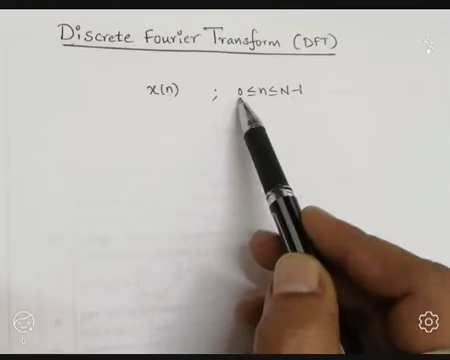 Discrete Fourier Transform (DFT)
x(n) ; 0≤n≤N-1